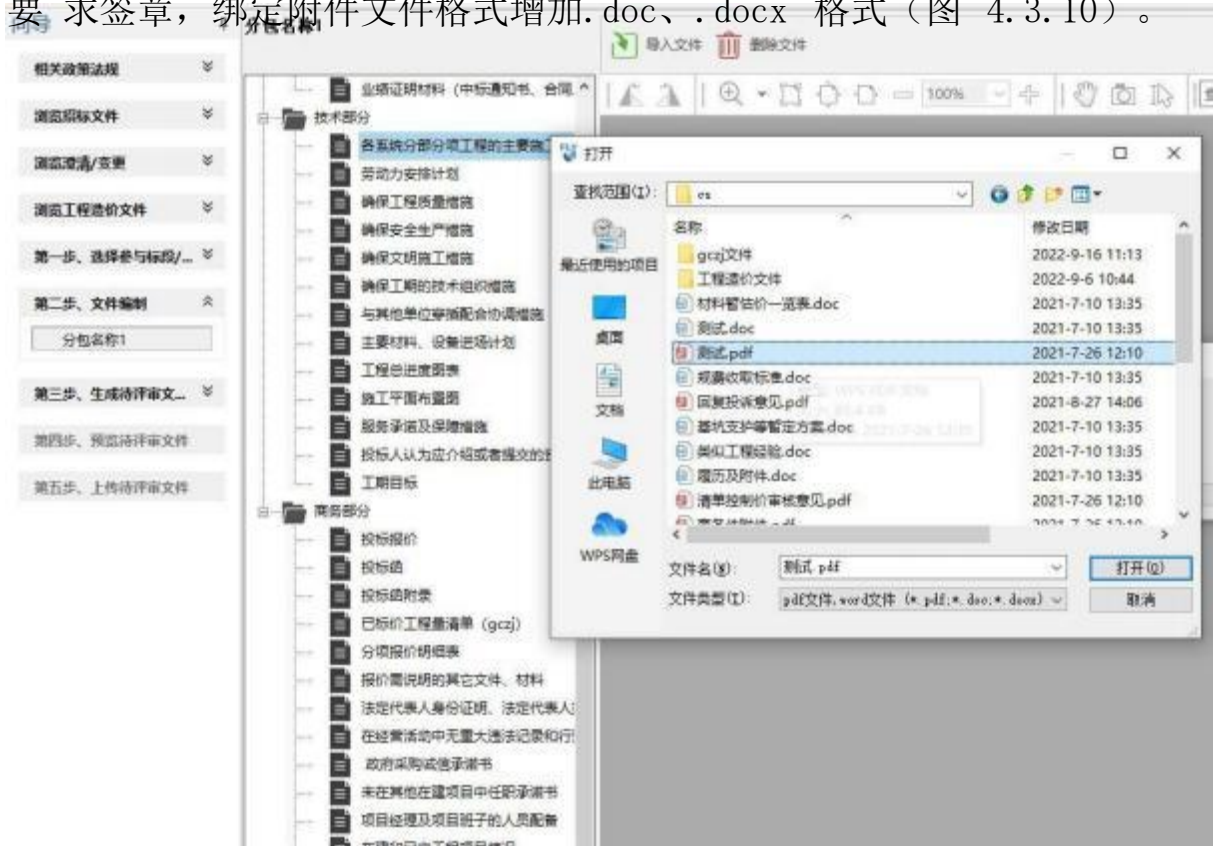 要 求签章，绑定附件文件格式增加.doc、.docx 格式（图 4.3.10）。
向导
分包名称1
导入文件 删除文件
相关政策法规
浏览招标文件
浏览澄清/变更
浏览工程造价文件
第一步、选择参与标段/...
第二步、文件编制
分包名称1
第三步、生成待评审文...
第四步、预览待评审文件
第五步、上传待评审文件
业绩证明材料（中标通知书、合同
技术部分
各系统分部分项工程的主要施工
劳动力安排计划
确保工程质量措施
确保安全生产措施
确保文明施工措施
确保工期的技术组织措施
与其他单位穿插配合协调措施
主要材料、设备进场计划
工程总进度图表
施工平面布置图
服务承诺及保障措施
投标人认为应介绍或者提交的
工期目标
商务部分
投标报价
投标函
投标函附录
已标价工程量清单（gczj）
分项报价明细表
报价需说明的其它文件、材料
法定代表人身份证明、法定代表人
在经营活动中无重大违法记录和行
政府采购诚信承诺书
未在其他在建项目中任职承诺书
项目经理及项目班子的人员配备
100%
打开
查找范围(I):
cs
最近使用的项目
桌面
文档
此电脑
WPS网盘
名称 修改日期
gczj文件 2022-9-16 11:13
工程造价文件 2022-9-6 10:44
材料暂估价一览表.doc 2021-7-10 13:35
测试.doc 2021-7-10 13:35
测试.pdf 2021-7-26 12:10
规费收取标准.doc 2021-7-10 13:35
回复投诉意见.pdf 2021-8-27 14:06
基坑支护等暂定方案.doc 2021-7-10 13:35
类似工程经验.doc 2021-7-10 13:35
履历及附件.doc 2021-7-10 13:35
清单控制价审核意见.pdf 2021-7-26 12:10
文件名(N): 测试.pdf 打开(O)
文件类型(T): pdf文件,word文件 (*.pdf;*.doc;*.docx) 取消